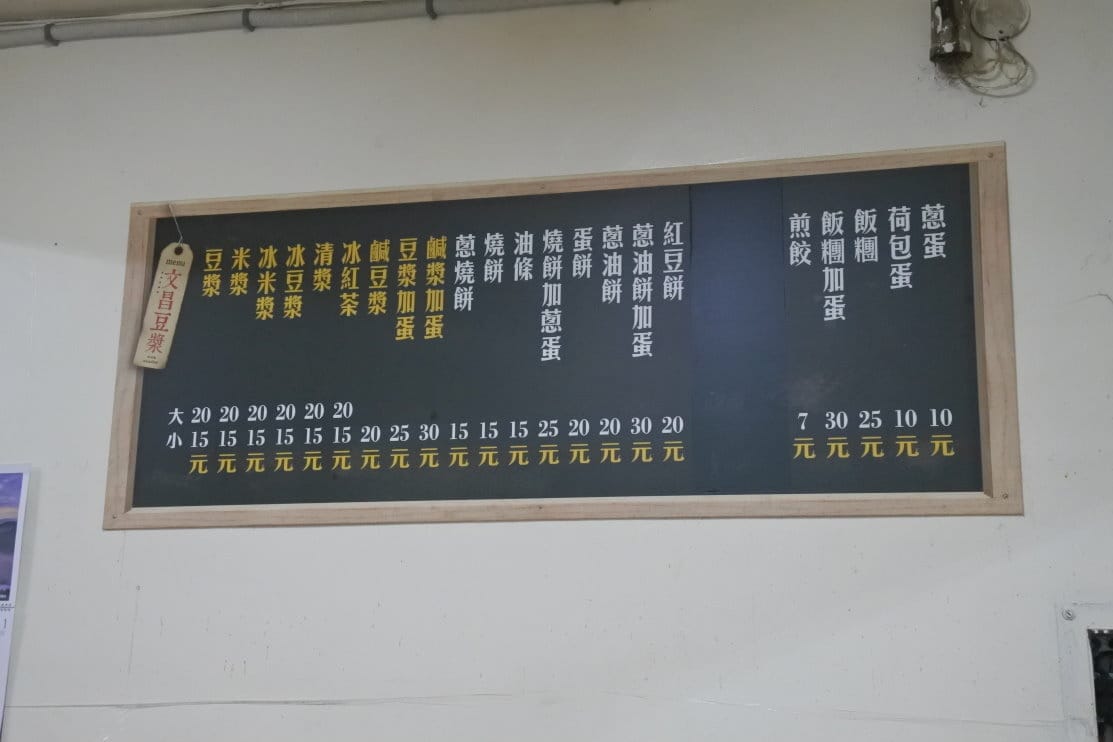 menu
文昌豆漿
豆漿
米漿
冰米漿
冰豆漿
清漿
冰紅茶
鹹豆漿
豆漿加蛋
鹹漿加蛋
蔥燒餅
燒餅
油條
燒餅加蔥蛋
蛋餅
蔥油餅
蔥油餅加蛋
紅豆餅
煎餃
飯糰加蛋
飯糰
荷包蛋
蔥蛋
大 20 20 20 20 20 20
小 15 15 15 15 15 15 20 25 30 15 15 15 25 20 20 30 20 7 30 25 10 10
元 元 元 元 元 元 元 元 元 元 元 元 元 元 元 元 元 元 元 元 元 元
1